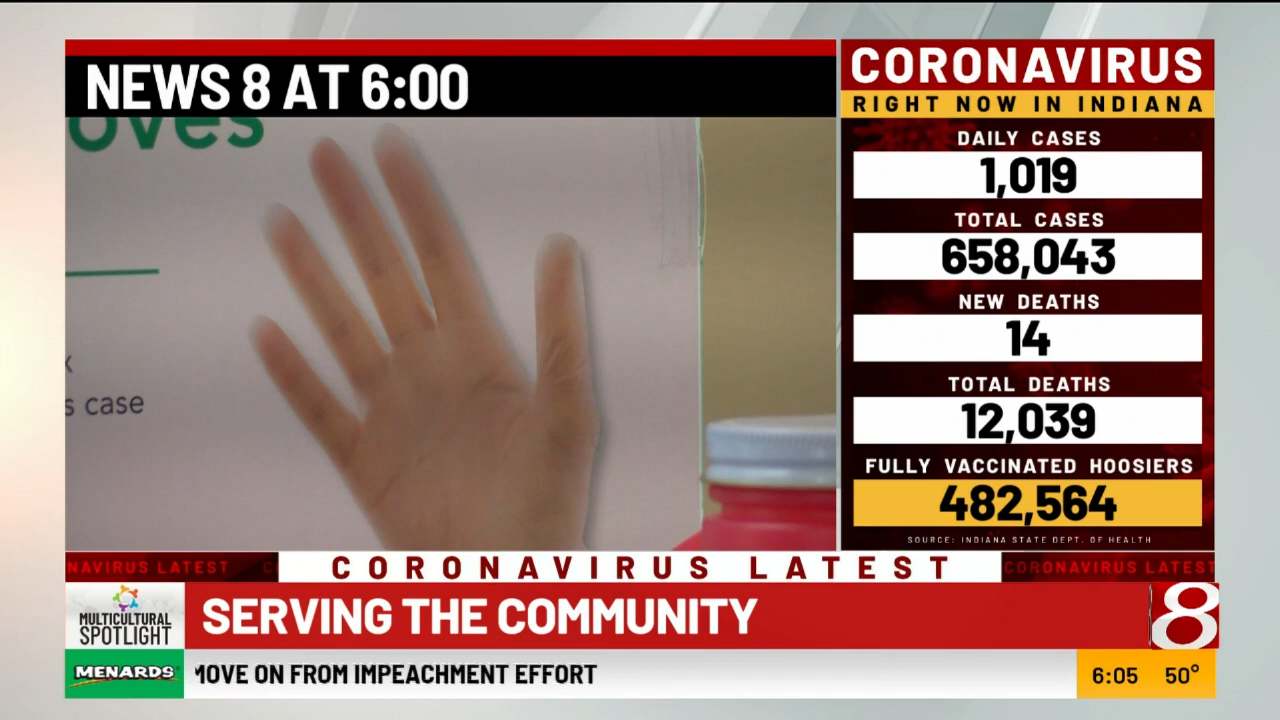 NEWS 8 AT 6:00
oves
s case
CORONAVIRUS
RIGHT NOW IN INDIANA
DAILY CASES
1,019
TOTAL CASES
658,043
NEW DEATHS
14
TOTAL DEATHS
12,039
FULLY VACCINATED HOOSIERS
482,564
SOURCE: INDIANA STATE DEPT. OF HEALTH
NAVIRUS LATEST
CORONAVIRUS LATEST
CORONAVIRUS LATEST
MULTICULTURAL
SPOTLIGHT
SERVING THE COMMUNITY
8
MENARDS
MOVE ON FROM IMPEACHMENT EFFORT
6:05 50°